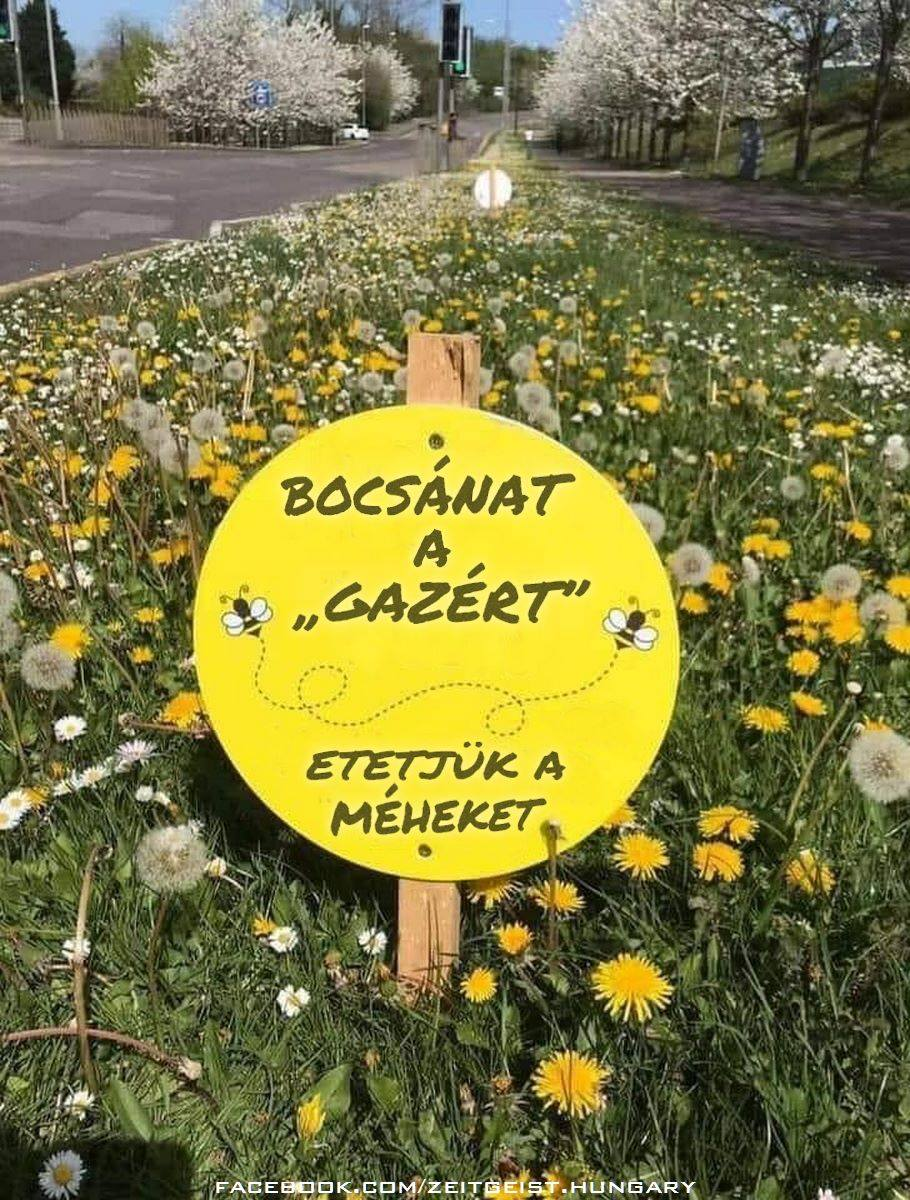 BOCSÁNAT
A
„GAZÉRT”
ETETJÜK A
MÉHEKET
FACEBOOK.COM/ZEITGEIST.HUNGARY